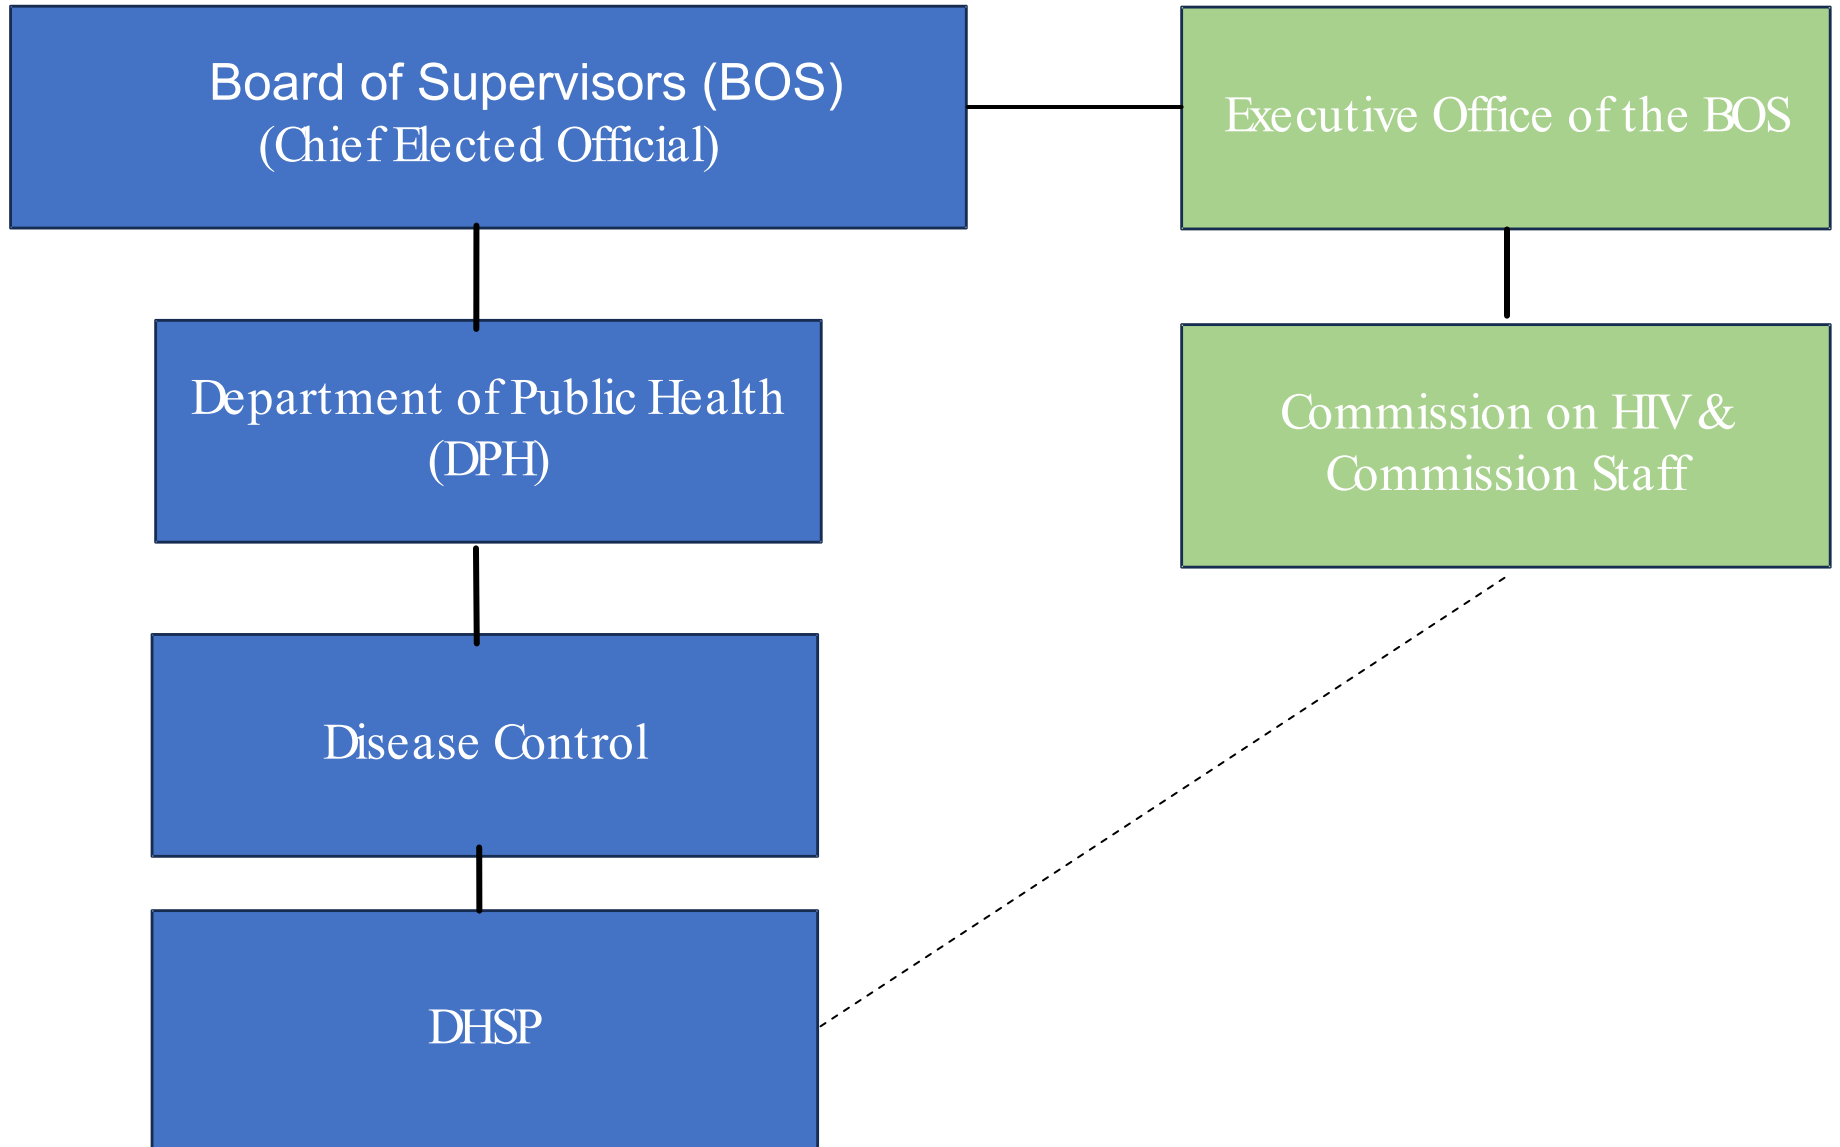 Board of Supervisors (BOS)
(Chief Elected Official)
Executive Office of the BOS
Department of Public Health
(DPH)
Commission on HIV &
Commission Staff
Disease Control
DHSP